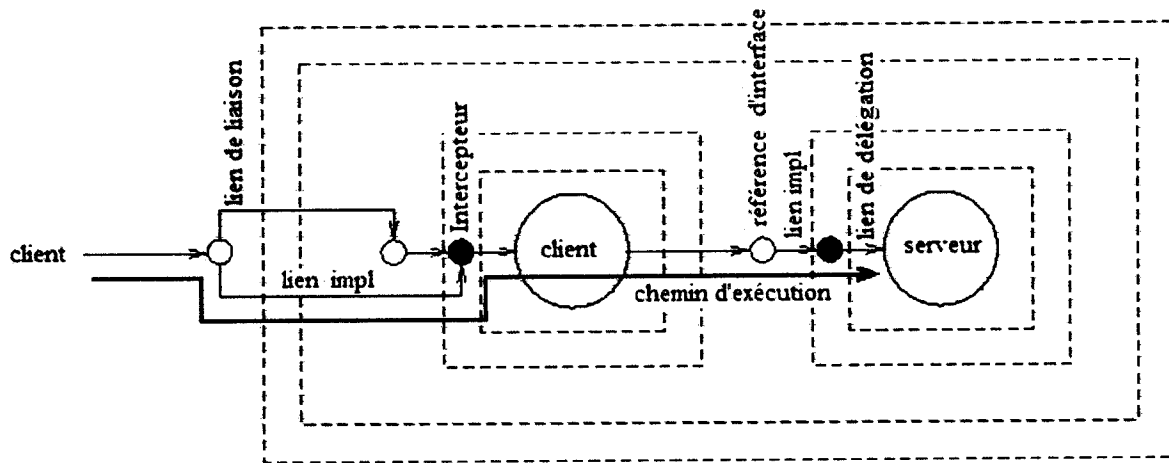 lien de liaison
Intercepteur
référence d'interface
lien impl
lien de délégation
client
client
serveur
lien impl
chemin d'exécution